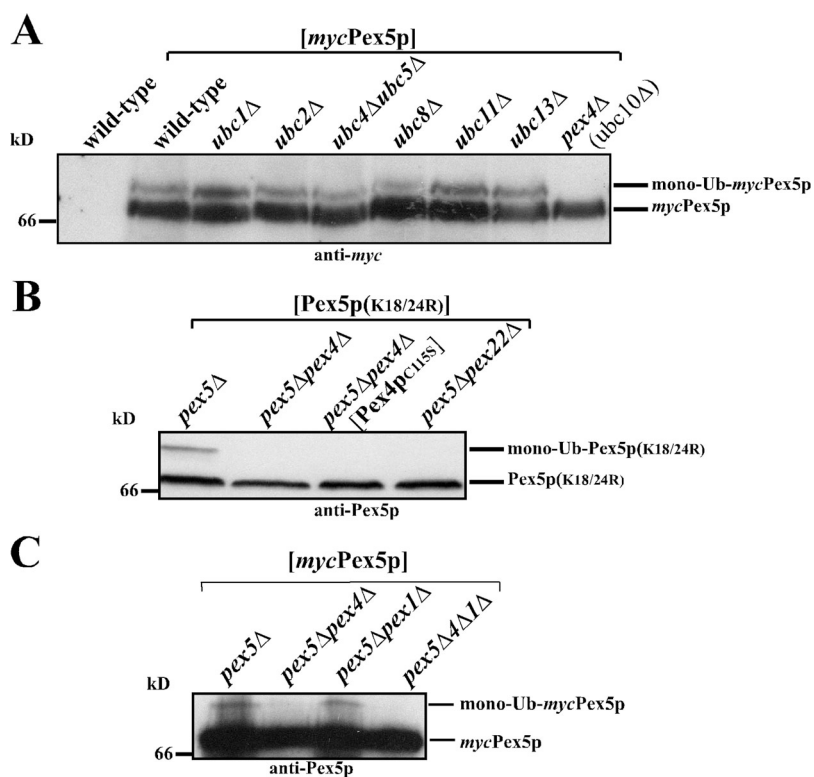 A
[mycPex5p]
wild-type
wild-type
ubc1Δ
ubc2Δ
ubc4Δubc5Δ
ubc8Δ
ubc11Δ
ubc13Δ
pex4Δ
(ubc10Δ)
kD
mono-Ub-mycPex5p
mycPex5p
66
anti-myc
B
[Pex5p(K18/24R)]
pex5Δ
pex5Δpex4Δ
pex5Δpex4Δ
[Pex4pC115S]
pex5Δpex22Δ
kD
mono-Ub-Pex5p(K18/24R)
Pex5p(K18/24R)
66
anti-Pex5p
C
[mycPex5p]
pex5Δ
pex5Δpex4Δ
pex5Δpex1Δ
pex5Δ4Δ1Δ
kD
mono-Ub-mycPex5p
mycPex5p
66
anti-Pex5p